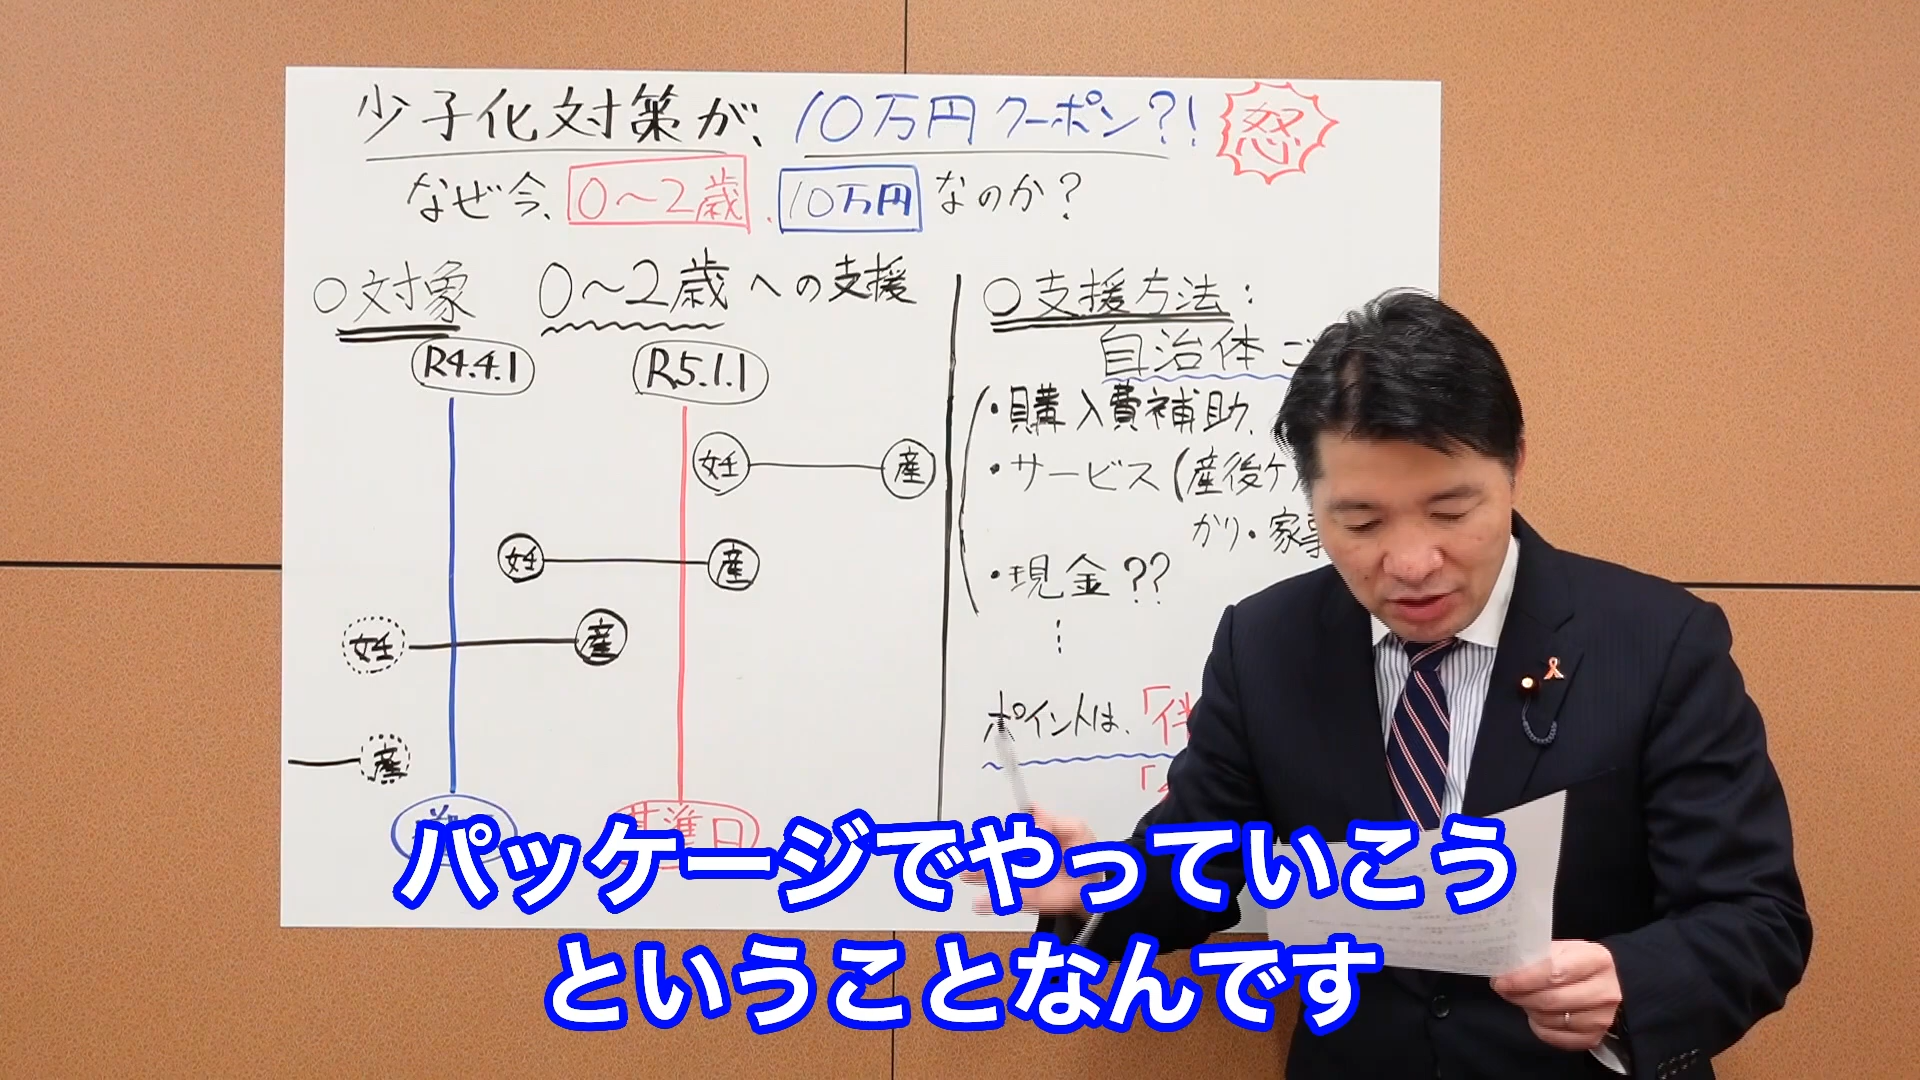 少子化対策が、10万円クーポン?! 怒
なぜ今、0〜2歳、10万円なのか?
○対象 0〜2歳への支援
R4.4.1 R5.1.1
妊 産
妊 産
妊 産
産
基準日
○支援方法:
自治体ご
・購入費補助、
・サービス(産後ケ
かり・家事
・現金??
⋮
ポイントは、「伴
パッケージでやっていこう
ということなんです